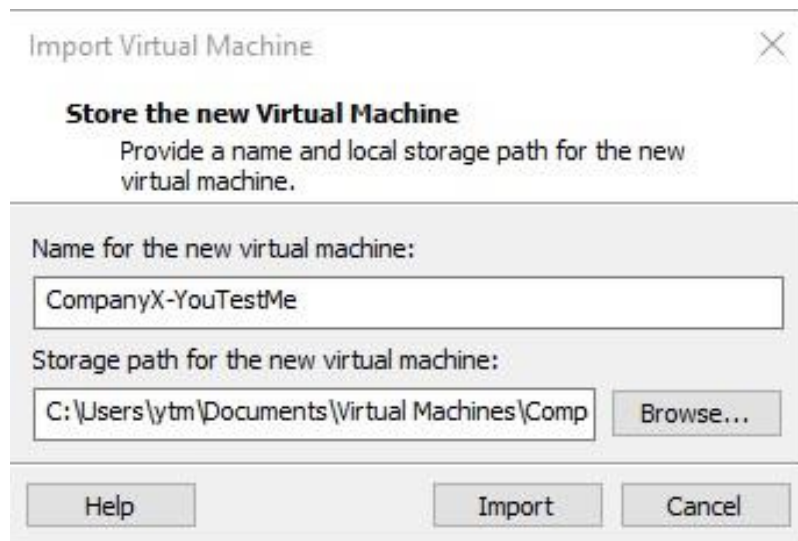 Import Virtual Machine
Store the new Virtual Machine
Provide a name and local storage path for the new
virtual machine.
Name for the new virtual machine:
CompanyX-YouTestMe
Storage path for the new virtual machine:
C:\Users\ytm\Documents\Virtual Machines\Comp
Browse...
Help
Import
Cancel